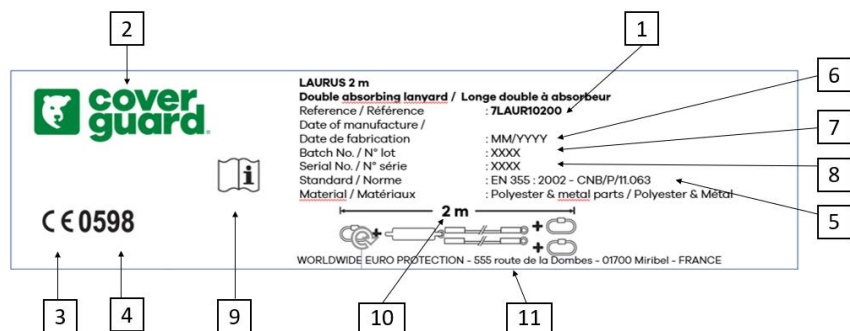 2
1
cover
guard
LAURUS 2 m
Double absorbing lanyard / Longe double à absorbeur
Reference / Référence : 7LAUR10200
Date of manufacture /
Date de fabrication : MM/YYYY
Batch No. / N° lot : XXXX
Serial No. / N° série : XXXX
Standard / Norme : EN 355 : 2002 - CNB/P/11.063
Material / Matériaux : Polyester & metal parts / Polyester & Métal
6
7
8
5
i
CE 0598
2 m
+ +
+
WORLDWIDE EURO PROTECTION - 555 route de la Dombes - 01700 Miribel - FRANCE
3
4
9
10
11